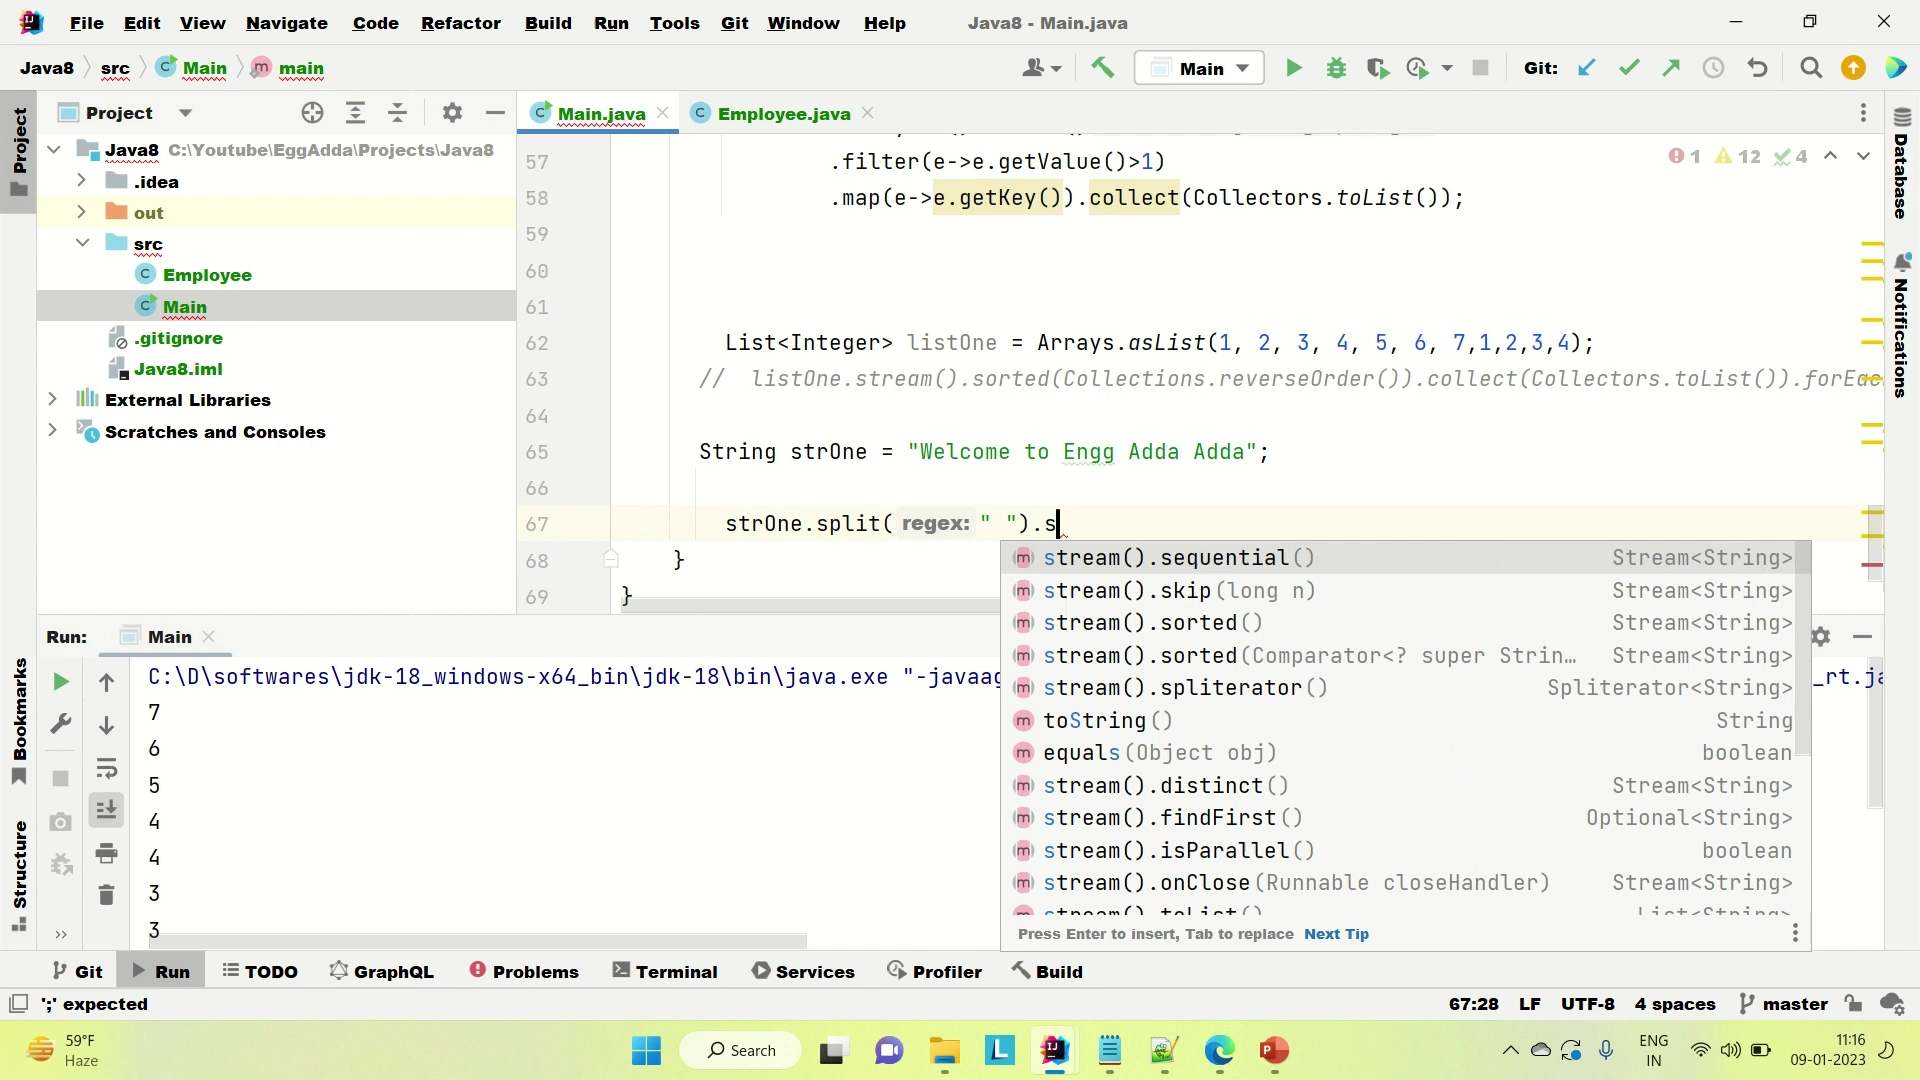 File Edit View Navigate Code Refactor Build Run Tools Git Window Help Java8 - Main.java
Java8 src Main main Main Git:
Project
Main.java Employee.java
Java8 C:\Youtube\EggAdda\Projects\Java8
.idea
out
src
Employee
Main
.gitignore
Java8.iml
External Libraries
Scratches and Consoles
Project
Bookmarks
Structure
Database
Notifications
1 12 4
57 .filter(e->e.getValue()>1)
58 .map(e->e.getKey()).collect(Collectors.toList());
59
60
61
62 List<Integer> listOne = Arrays.asList(1, 2, 3, 4, 5, 6, 7,1,2,3,4);
63 // listOne.stream().sorted(Collections.reverseOrder()).collect(Collectors.toList()).forEac
64
65 String strOne = "Welcome to Engg Adda Adda";
66
67 strOne.split( regex: " ").s
68 }
69 }
stream().sequential() Stream<String>
stream().skip(long n) Stream<String>
stream().sorted() Stream<String>
stream().sorted(Comparator<? super Strin… Stream<String>
stream().spliterator() Spliterator<String>
toString() String
equals(Object obj) boolean
stream().distinct() Stream<String>
stream().findFirst() Optional<String>
stream().isParallel() boolean
stream().onClose(Runnable closeHandler) Stream<String>
stream().toList() List<String>
Press Enter to insert, Tab to replace Next Tip
Run: Main
C:\D\softwares\jdk-18_windows-x64_bin\jdk-18\bin\java.exe "-javaag _rt.ja
7
6
5
4
4
3
3
Git Run TODO GraphQL Problems Terminal Services Profiler Build
';' expected 67:28 LF UTF-8 4 spaces master
59°F
Haze
Search
ENG
IN
11:16
09-01-2023